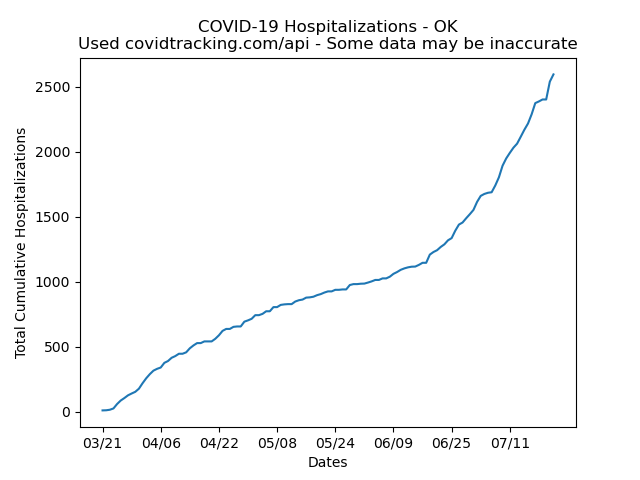 COVID-19 Hospitalizations - OK
Used covidtracking.com/api - Some data may be inaccurate
Total Cumulative Hospitalizations
2500
2000
1500
1000
500
0
03/21 04/06 04/22 05/08 05/24 06/09 06/25 07/11
Dates